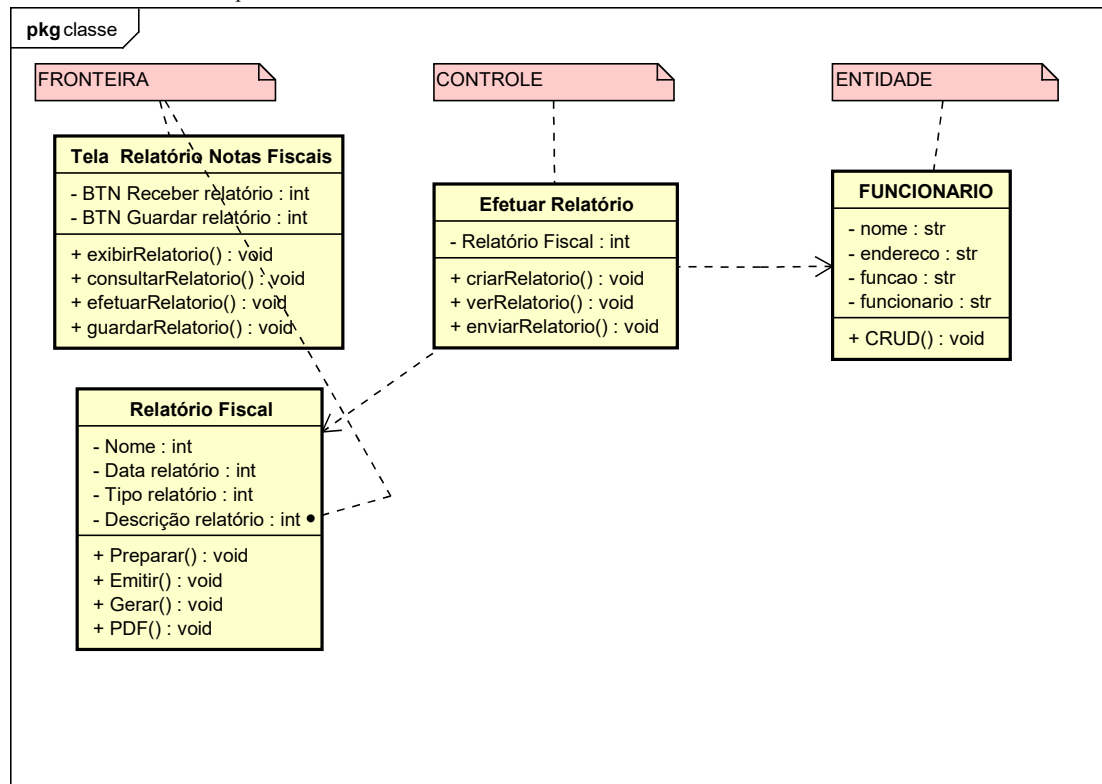 pkg classe
FRONTEIRA
CONTROLE
ENTIDADE
Tela Relatório Notas Fiscais
- BTN Receber relatório : int
- BTN Guardar relatório : int
+ exibirRelatorio() : void
+ consultarRelatorio() : void
+ efetuarRelatorio() : void
+ guardarRelatorio() : void
Efetuar Relatório
- Relatório Fiscal : int
+ criarRelatorio() : void
+ verRelatorio() : void
+ enviarRelatorio() : void
FUNCIONARIO
- nome : str
- endereco : str
- funcao : str
- funcionario : str
+ CRUD() : void
Relatório Fiscal
- Nome : int
- Data relatório : int
- Tipo relatório : int
- Descrição relatório : int
+ Preparar() : void
+ Emitir() : void
+ Gerar() : void
+ PDF() : void